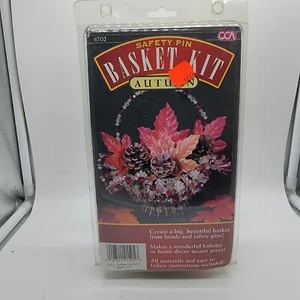 6702
CCA
SAFETY PIN
BASKET KIT
AUTUMN
Create a big, beautiful basket
from beads and safety pins!
Makes a wonderful holiday
or home decor accent piece!
All materials and easy to
follow instructions included!